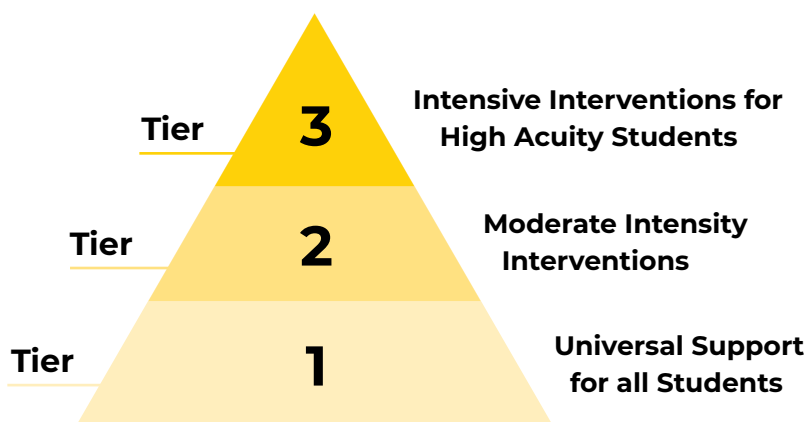 Tier
3
Intensive Interventions for
High Acuity Students
Tier
2
Moderate Intensity
Interventions
Tier
1
Universal Support
for all Students